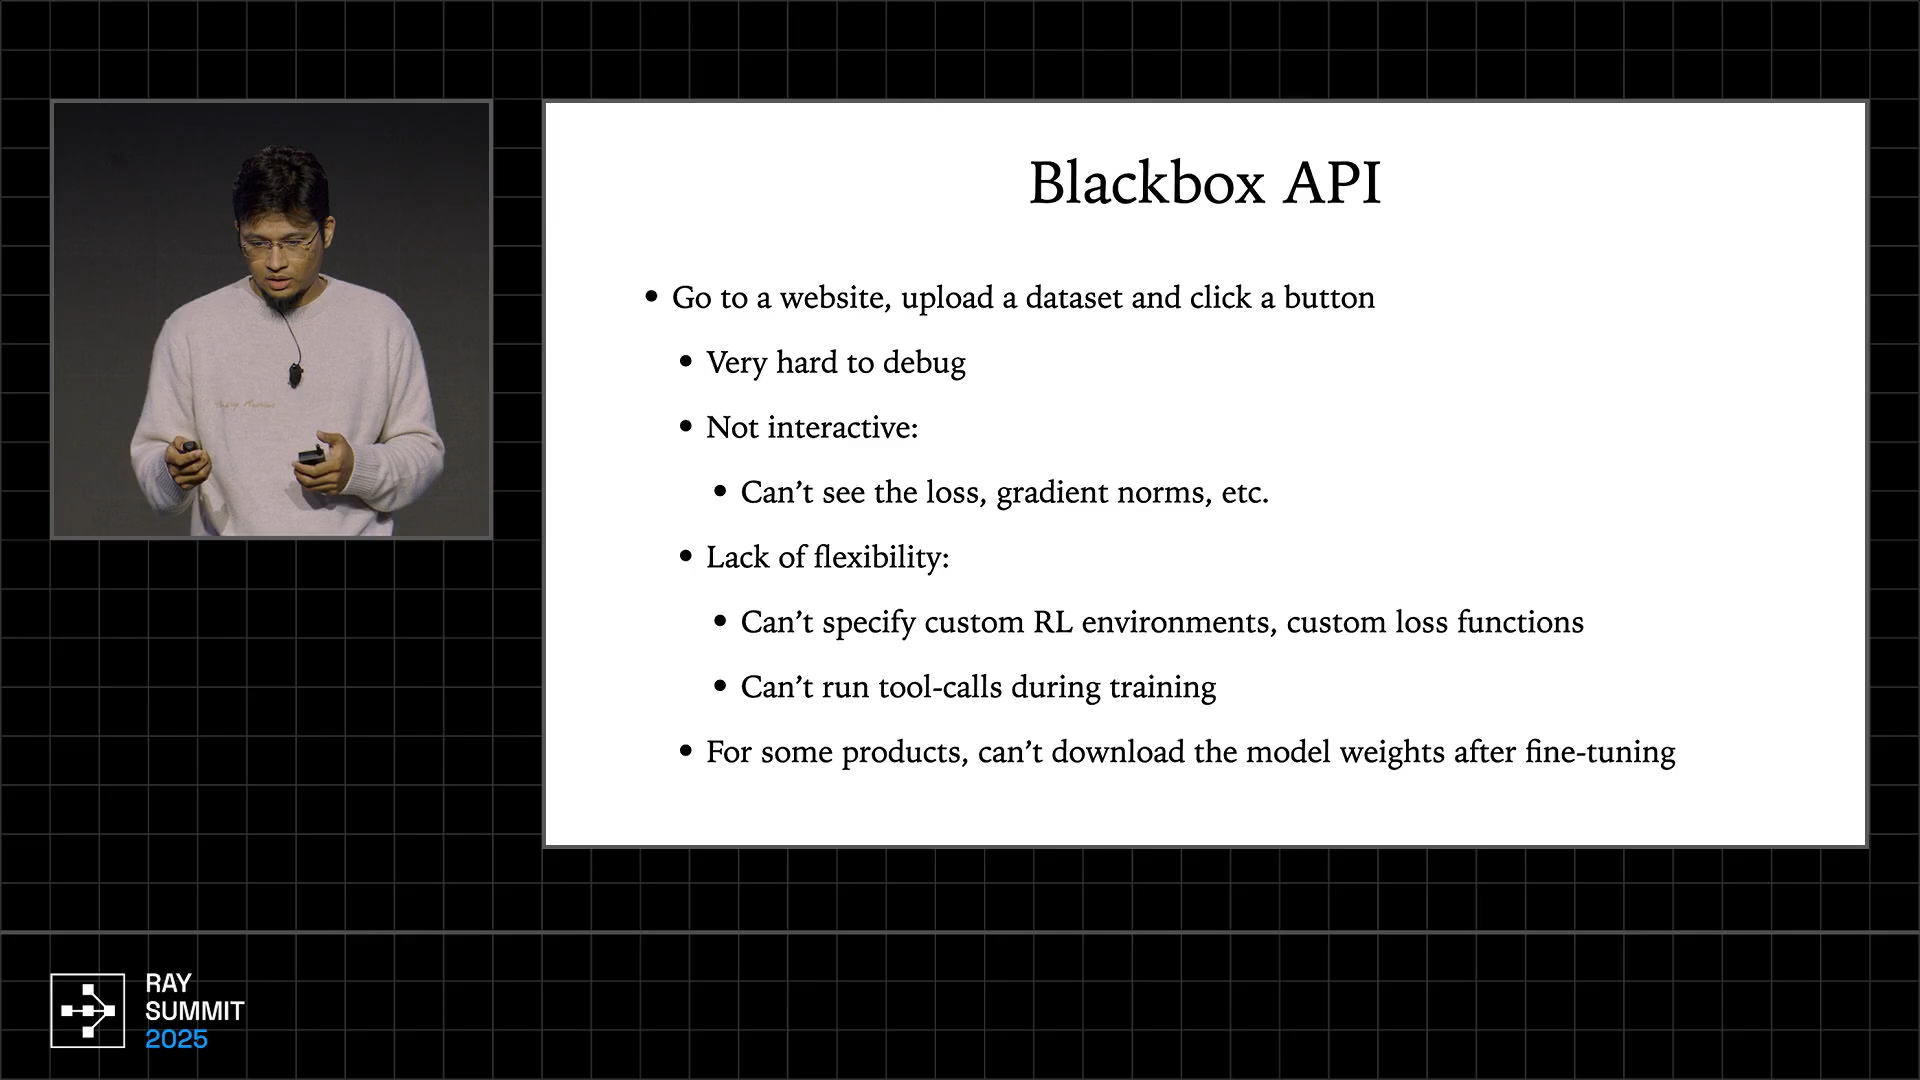 Blackbox API
• Go to a website, upload a dataset and click a button
• Very hard to debug
• Not interactive:
• Can’t see the loss, gradient norms, etc.
• Lack of flexibility:
• Can’t specify custom RL environments, custom loss functions
• Can’t run tool-calls during training
• For some products, can’t download the model weights after fine-tuning
RAY
SUMMIT
2025